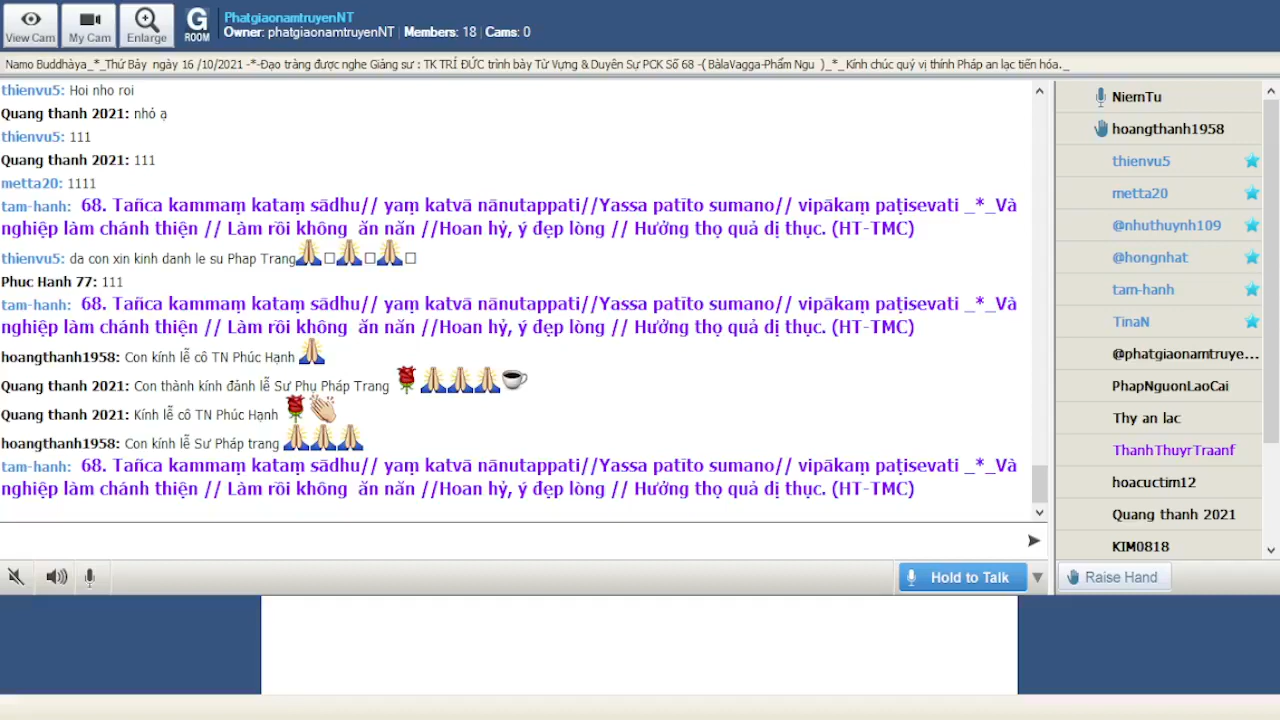 View Cam
My Cam
Enlarge
G
ROOM
PhatgiaonamtruyenNT
Owner: phatgiaonamtruyenNT | Members: 18 | Cams: 0
Namo Buddhàya_*_Thứ Bảy ngày 16 /10/2021 -*-Đạo tràng được nghe Giảng sư : TK TRÍ ĐỨC trình bày Từ Vựng & Duyên Sự PCK Số 68 -( BàlaVagga-Phẩm Ngu )_*_ Kính chúc quý vị thính Pháp an lạc tiến hóa._
thienvu5: Hoi nho roi
Quang thanh 2021: nhỏ ạ
thienvu5: 111
Quang thanh 2021: 111
metta20: 1111
tam-hanh: 68. Tañca kammaṃ kataṃ sādhu// yaṃ katvā nānutappati//Yassa patīto sumano// vipākaṃ paṭisevati _*_Và
nghiệp làm chánh thiện // Làm rồi không ăn năn //Hoan hỷ, ý đẹp lòng // Hưởng thọ quả dị thục. (HT-TMC)
thienvu5: da con xin kinh danh le su Phap Trang
Phuc Hanh 77: 111
tam-hanh: 68. Tañca kammaṃ kataṃ sādhu// yaṃ katvā nānutappati//Yassa patīto sumano// vipākaṃ paṭisevati _*_Và
nghiệp làm chánh thiện // Làm rồi không ăn năn //Hoan hỷ, ý đẹp lòng // Hưởng thọ quả dị thục. (HT-TMC)
hoangthanh1958: Con kính lễ cô TN Phúc Hạnh
Quang thanh 2021: Con thành kính đảnh lễ Sư Phụ Pháp Trang
Quang thanh 2021: Kính lễ cô TN Phúc Hạnh
hoangthanh1958: Con kính lễ Sư Pháp trang
tam-hanh: 68. Tañca kammaṃ kataṃ sādhu// yaṃ katvā nānutappati//Yassa patīto sumano// vipākaṃ paṭisevati _*_Và
nghiệp làm chánh thiện // Làm rồi không ăn năn //Hoan hỷ, ý đẹp lòng // Hưởng thọ quả dị thục. (HT-TMC)
Hold to Talk
NiemTu
hoangthanh1958
thienvu5
metta20
@nhuthuynh109
@hongnhat
tam-hanh
TinaN
@phatgiaonamtruye...
PhapNguonLaoCai
Thy an lac
ThanhThuyrTraanf
hoacuctim12
Quang thanh 2021
KIM0818
Raise Hand